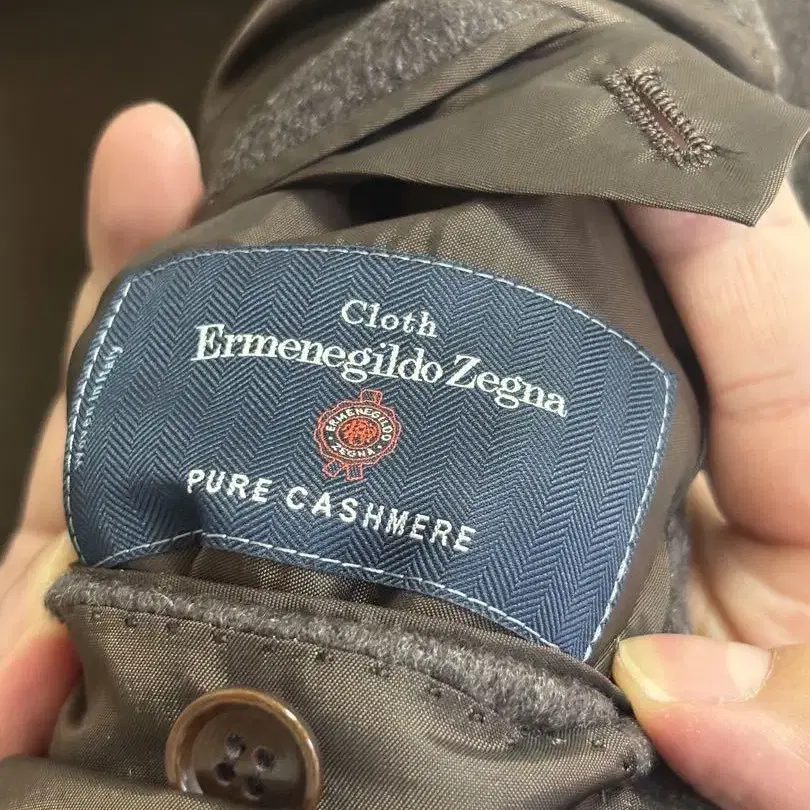 Cloth
Ermenegildo Zegna
ERMENEGILDO
ZEGNA
PURE CASHMERE